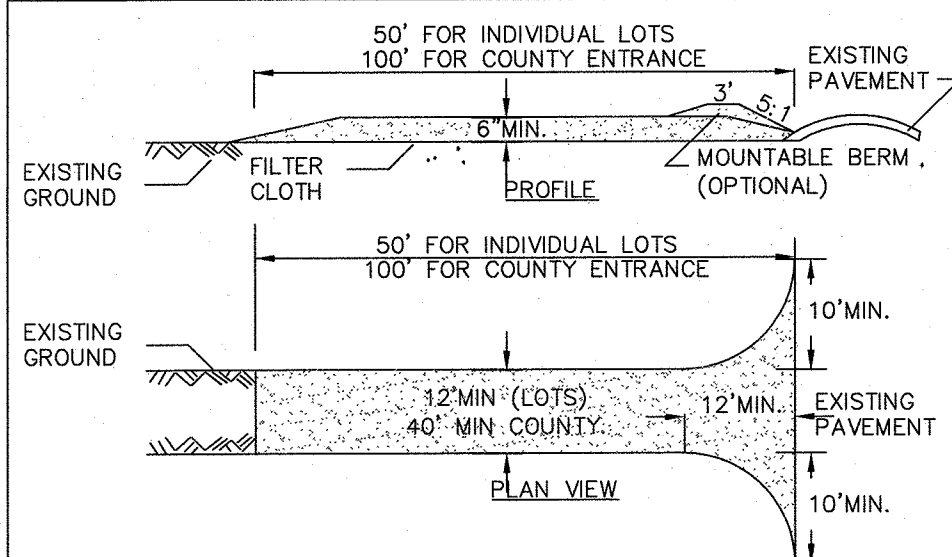 50' FOR INDIVIDUAL LOTS
100' FOR COUNTY ENTRANCE
EXISTING
PAVEMENT
3'
5:1
6"MIN.
EXISTING
GROUND
FILTER
CLOTH
MOUNTABLE BERM
(OPTIONAL)
PROFILE
50' FOR INDIVIDUAL LOTS
100' FOR COUNTY ENTRANCE
10'MIN.
EXISTING
GROUND
12'MIN (LOTS)
40' MIN COUNTY
12'MIN.
EXISTING
PAVEMENT
PLAN VIEW
10'MIN.